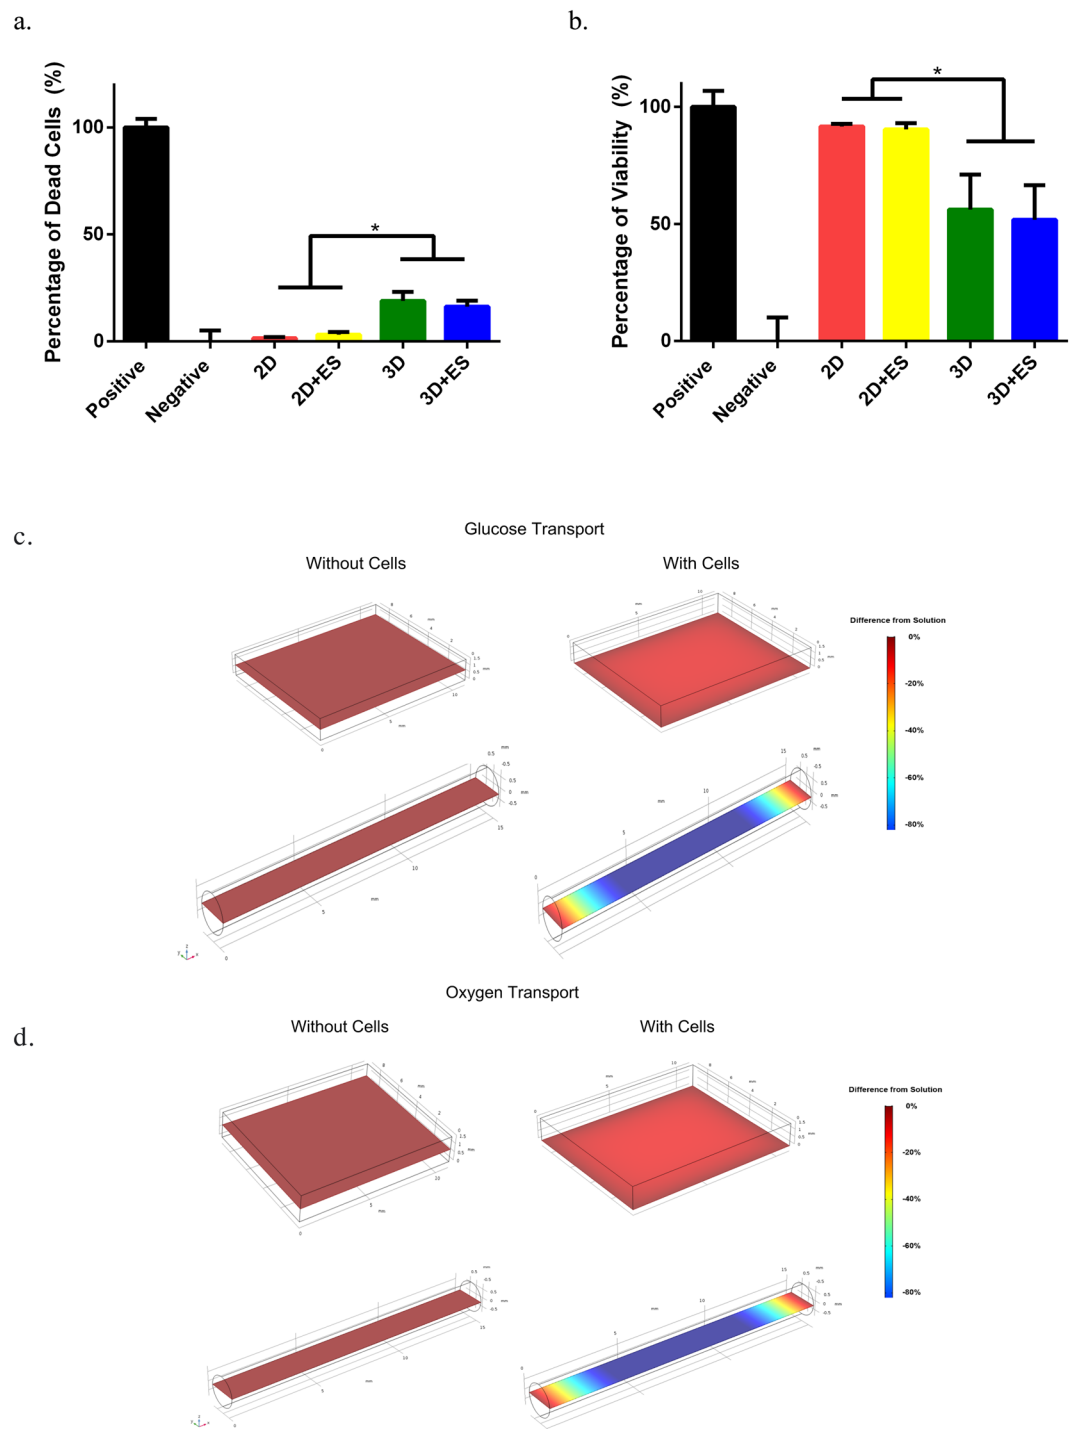 a.
Percentage of Dead Cells (%)
100
50
0
*
Positive
Negative
2D
2D+ES
3D
3D+ES
b.
Percentage of Viability (%)
100
50
0
*
Positive
Negative
2D
2D+ES
3D
3D+ES
c.
Glucose Transport
Without Cells
With Cells
Difference from Solution
0%
-20%
-40%
-60%
-80%
d.
Oxygen Transport
Without Cells
With Cells
Difference from Solution
0%
-20%
-40%
-60%
-80%